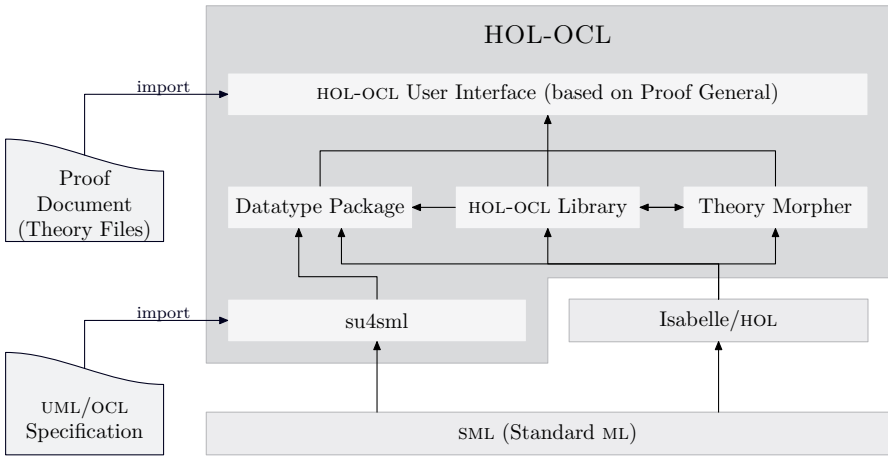 HOL-OCL
import
HOL-OCL User Interface (based on Proof General)
Proof
Document
(Theory Files)
Datatype Package
HOL-OCL Library
Theory Morpher
import
su4sml
Isabelle/HOL
UML/OCL
Specification
SML (Standard ML)